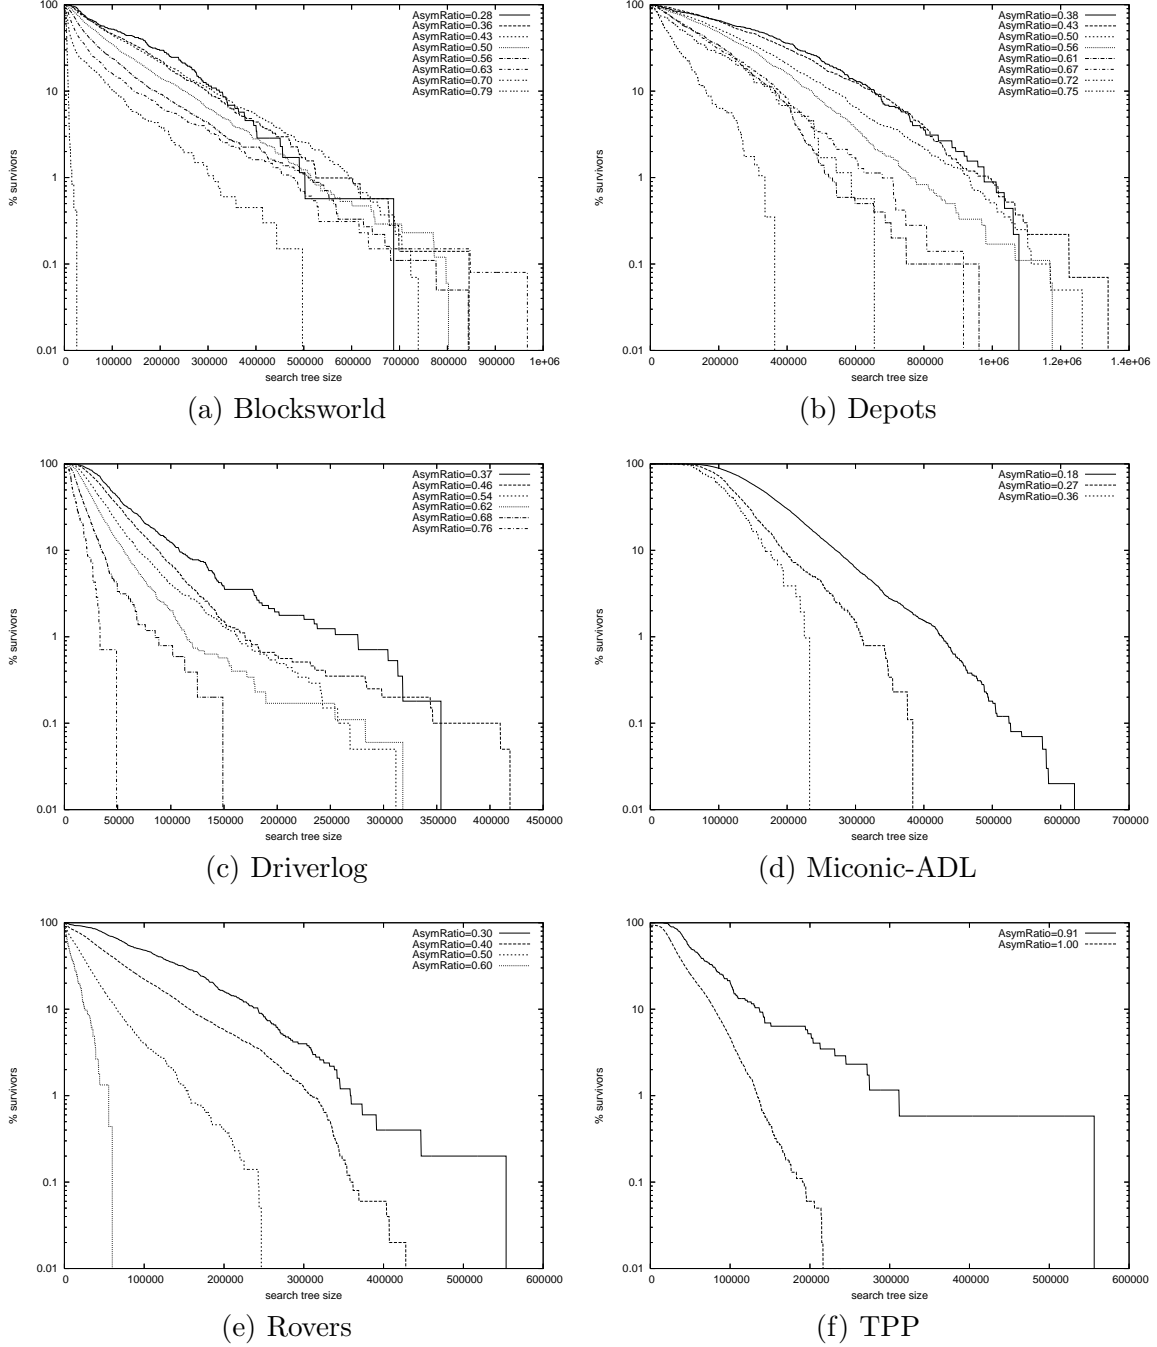 100
10
1
0.1
0.01
% survivors
0 100000 200000 300000 400000 500000 600000 700000 800000 900000 1e+06
search tree size
AsymRatio=0.28
AsymRatio=0.36
AsymRatio=0.43
AsymRatio=0.50
AsymRatio=0.56
AsymRatio=0.63
AsymRatio=0.70
AsymRatio=0.79
(a) Blocksworld
100
10
1
0.1
0.01
% survivors
200000 400000 600000 800000 1e+06 1.2e+06 1.4e+06
search tree size
AsymRatio=0.38
AsymRatio=0.43
AsymRatio=0.50
AsymRatio=0.56
AsymRatio=0.61
AsymRatio=0.67
AsymRatio=0.72
AsymRatio=0.75
(b) Depots
100
10
1
0.1
0.01
% survivors
0 50000 100000 150000 200000 250000 300000 350000 400000 450000
search tree size
AsymRatio=0.37
AsymRatio=0.46
AsymRatio=0.54
AsymRatio=0.62
AsymRatio=0.68
AsymRatio=0.76
(c) Driverlog
100
10
1
0.1
0.01
% survivors
0 100000 200000 300000 400000 500000 600000 700000
search tree size
AsymRatio=0.18
AsymRatio=0.27
AsymRatio=0.36
(d) Miconic-ADL
100
10
1
0.1
0.01
% survivors
0 100000 200000 300000 400000 500000 600000
search tree size
AsymRatio=0.30
AsymRatio=0.40
AsymRatio=0.50
AsymRatio=0.60
(e) Rovers
100
10
1
0.1
0.01
% survivors
0 100000 200000 300000 400000 500000 600000
search tree size
AsymRatio=0.91
AsymRatio=1.00
(f) TPP